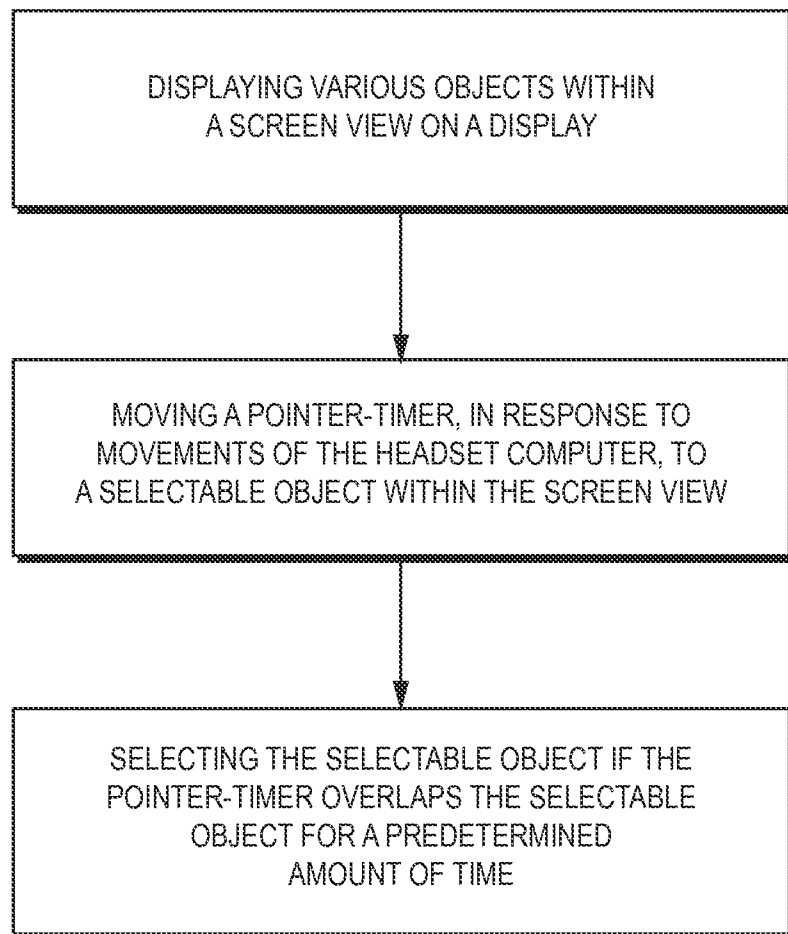 DISPLAYING VARIOUS OBJECTS WITHIN
A SCREEN VIEW ON A DISPLAY
MOVING A POINTER-TIMER, IN RESPONSE TO
MOVEMENTS OF THE HEADSET COMPUTER, TO
A SELECTABLE OBJECT WITHIN THE SCREEN VIEW
SELECTING THE SELECTABLE OBJECT IF THE
POINTER-TIMER OVERLAPS THE SELECTABLE
OBJECT FOR A PREDETERMINED
AMOUNT OF TIME